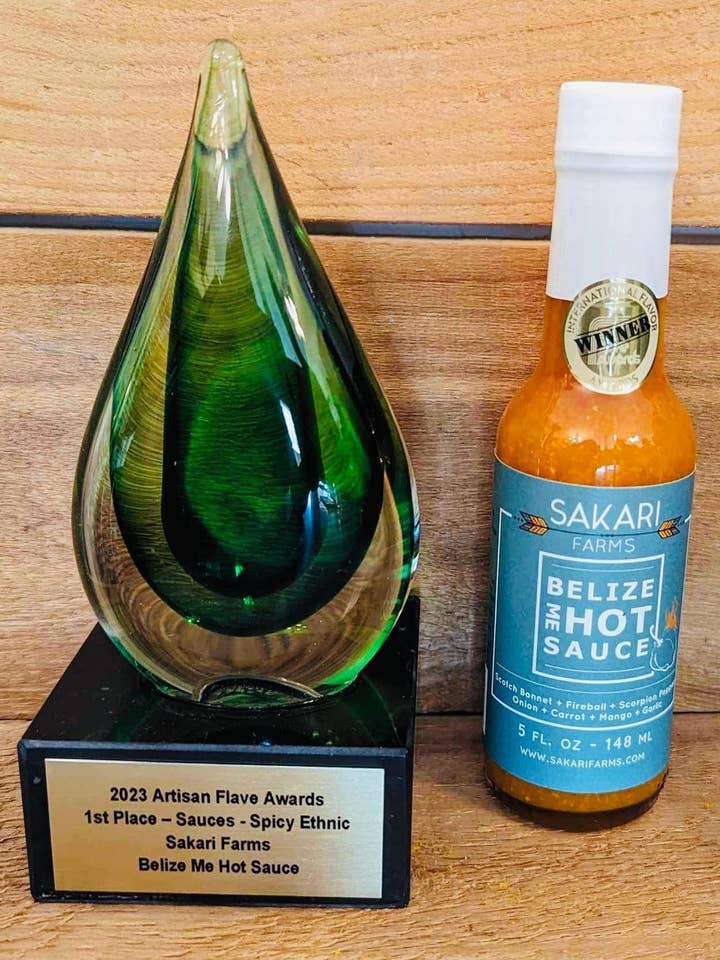 2023 Artisan Flave Awards
1st Place – Sauces - Spicy Ethnic
Sakari Farms
Belize Me Hot Sauce
INTERNATIONAL FLAVOR
WINNER
AWARDS
SAKARI
FARMS
BELIZE
ME HOT
SAUCE
Scotch Bonnet + Fireball + Scorpion
Onion + Carrot + Mango + Garlic
5 FL. OZ - 148 ML
WWW.SAKARIFARMS.COM